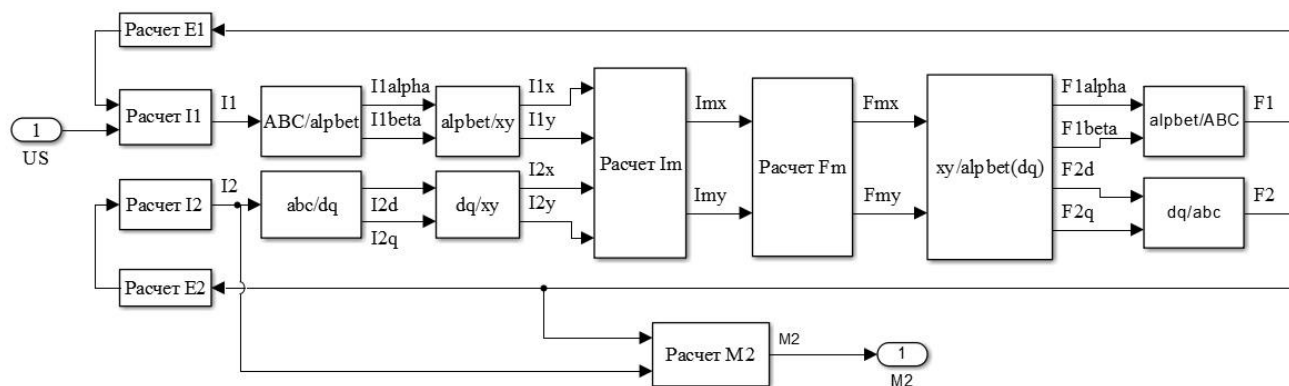 Расчет E1
I1alpha
I1x
F1alpha
I1
Расчет I1
ABC/alpbet
alpbet/xy
I1beta
I1y
Imx
Fmx
F1beta
alpbet/ABC
F1
1
US
Расчет Im
Расчет Fm
xy/alpbet(dq)
I2
I2x
F2d
Расчет I2
abc/dq
I2d
dq/xy
I2y
Imy
Fmy
F2q
dq/abc
F2
I2q
Расчет E2
Расчет M2
M2
1
M2